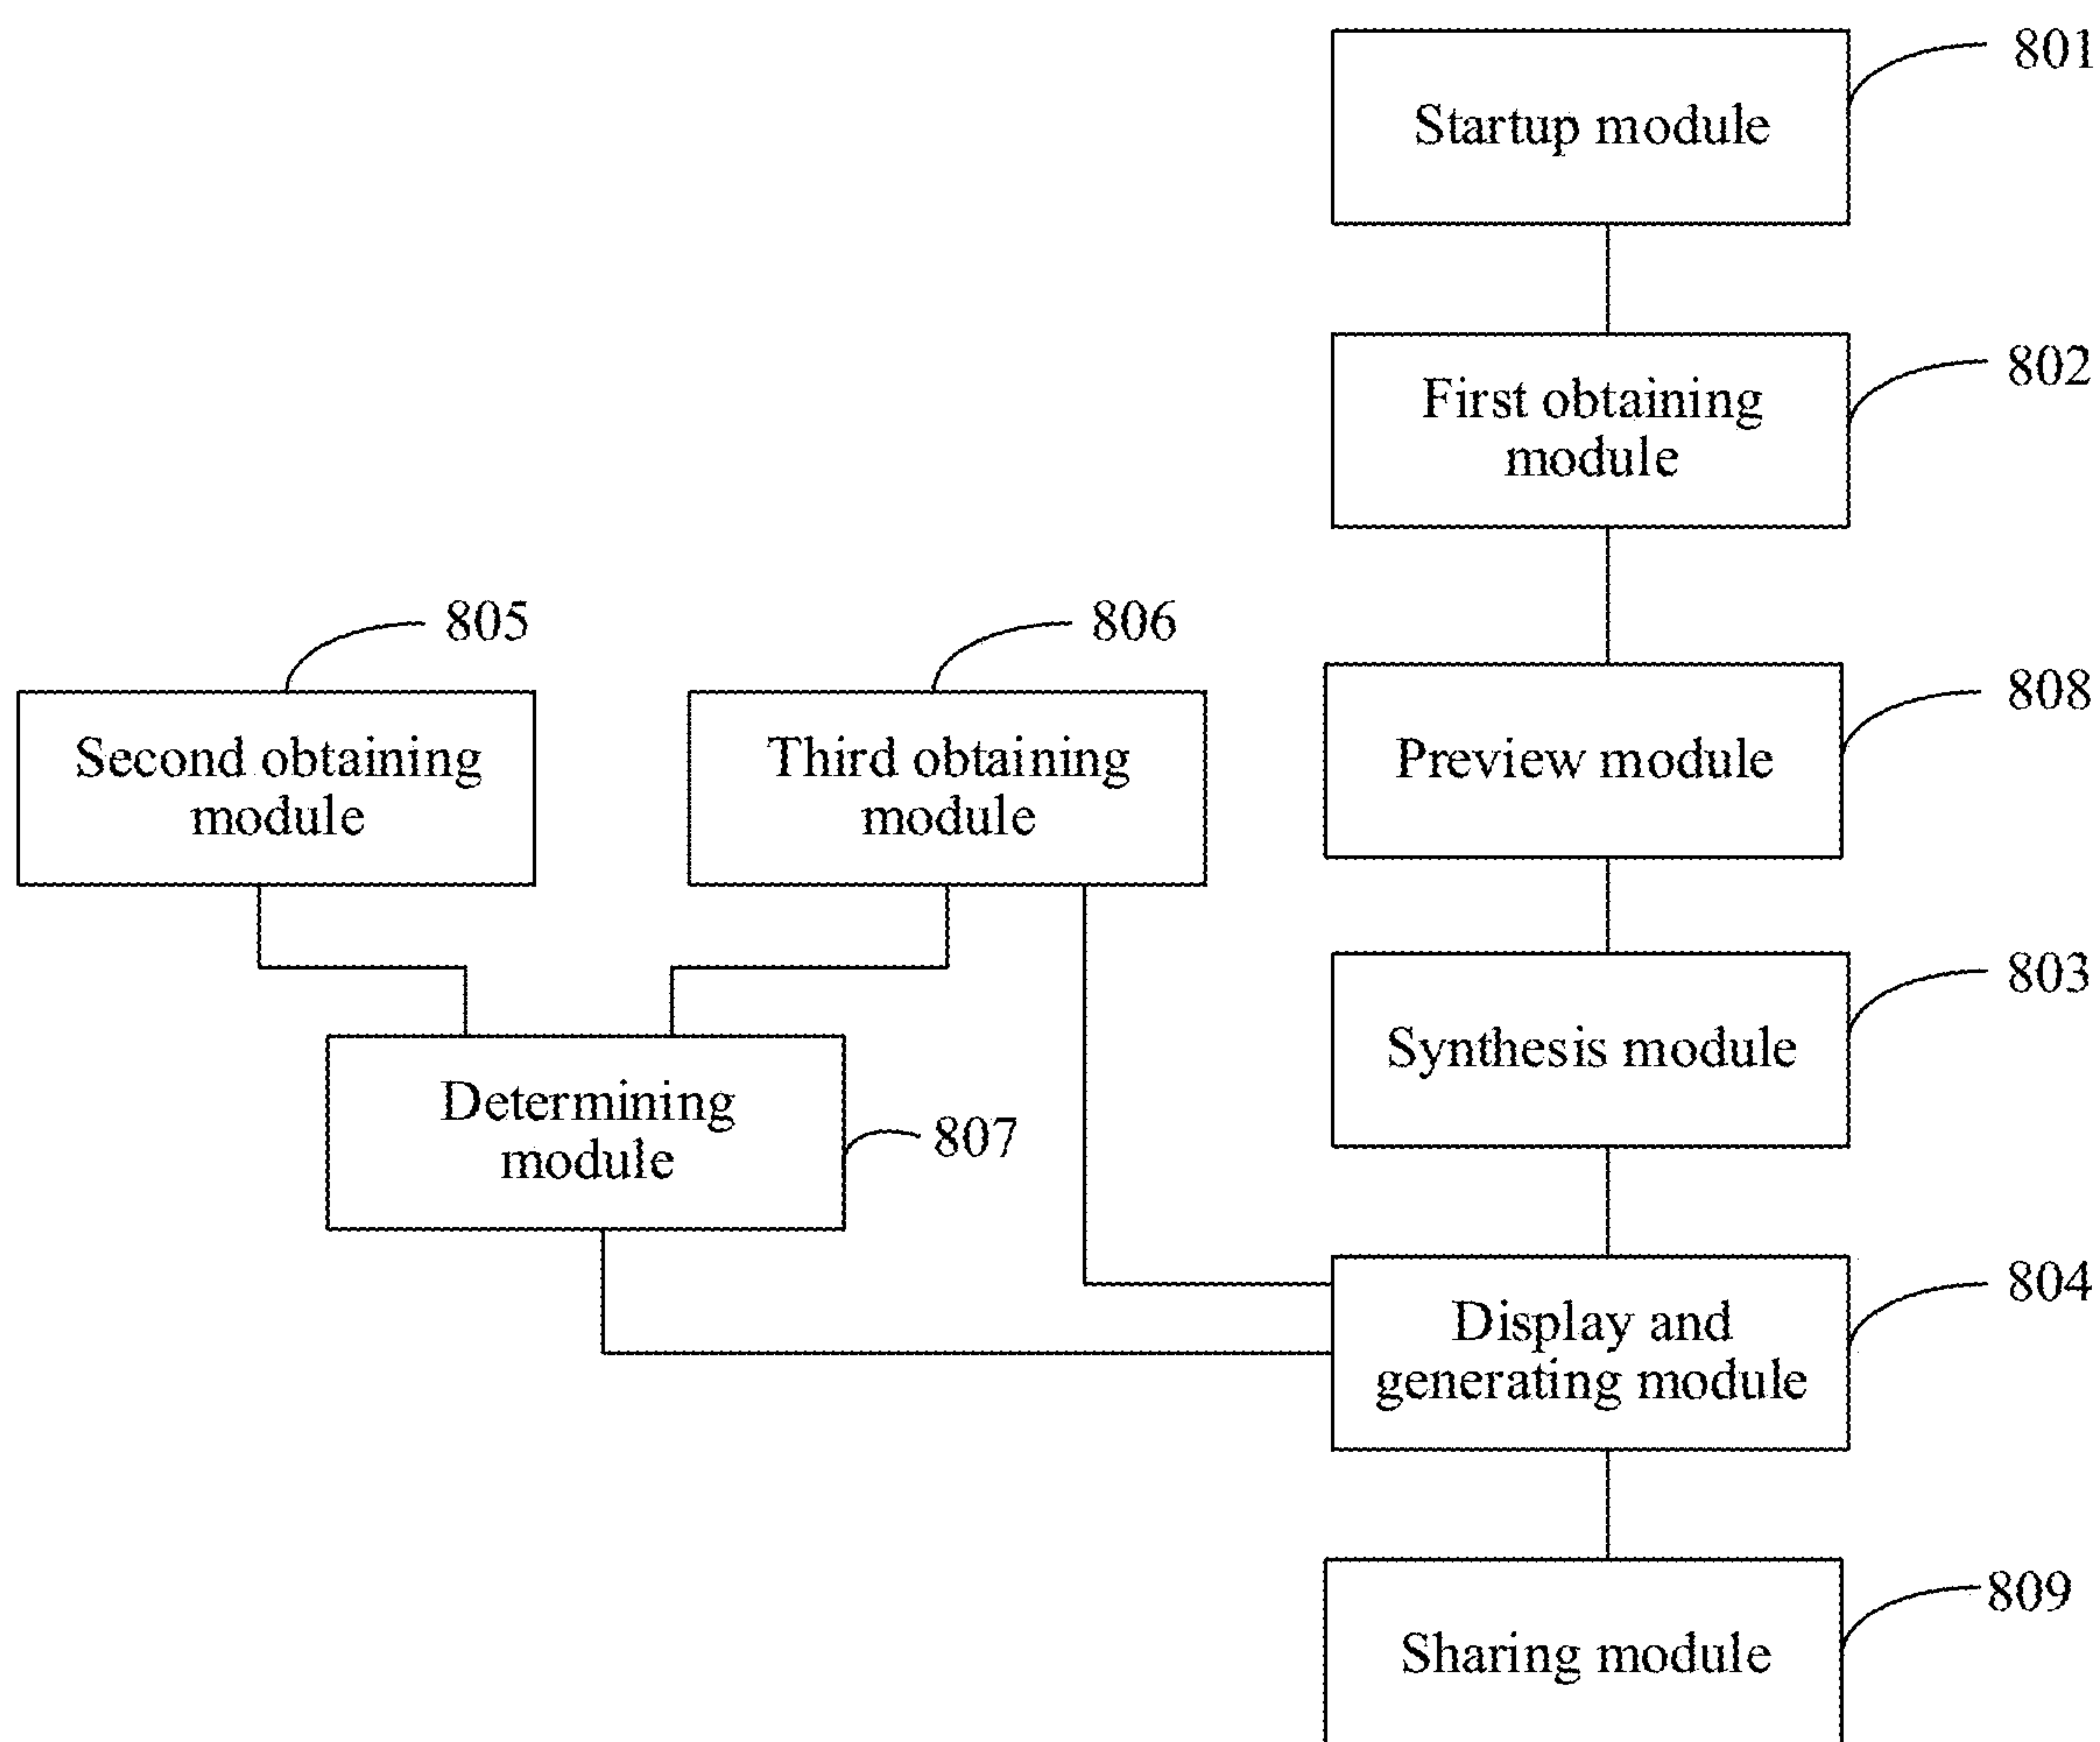 801
Startup module
802
First obtaining
module
805
806
808
Second obtaining
module
Third obtaining
module
Preview module
803
Synthesis module
Determining
module
807
804
Display and
generating module
809
Sharing module